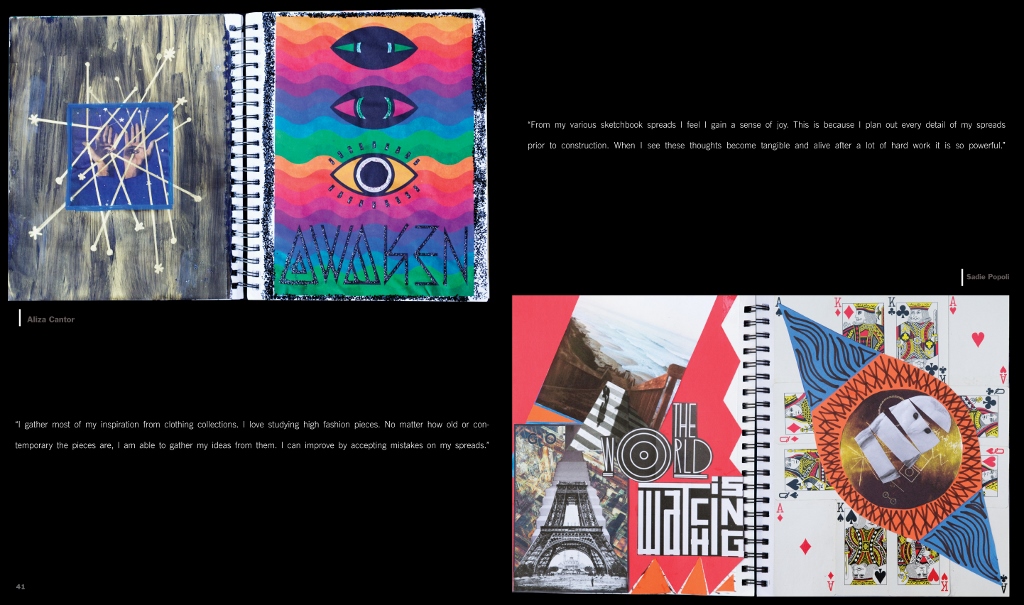 AWAKEN
Aliza Cantor
"I gather most of my inspiration from clothing collections. I love studying high fashion pieces. No matter how old or con-
temporary the pieces are, I am able to gather my ideas from them. I can improve by accepting mistakes on my spreads."
41
"From my various sketchbook spreads I feel I gain a sense of joy. This is because I plan out every detail of my spreads
prior to construction. When I see these thoughts become tangible and alive after a lot of hard work it is so powerful."
Sadie Popoli
THE
WORLD
IS
WATCHING
A K K A
A
Q
Q
A K
A K A